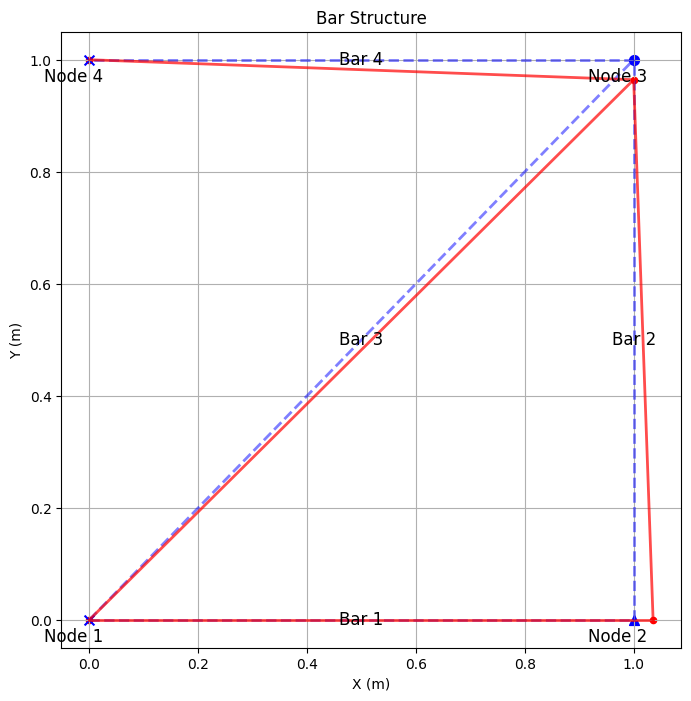 Bar Structure
1.0
Bar 4
Node 4
Node 3
0.8
0.6
Y (m)
Bar 3
Bar 2
0.4
0.2
0.0
Bar 1
Node 1
Node 2
0.0 0.2 0.4 0.6 0.8 1.0
X (m)